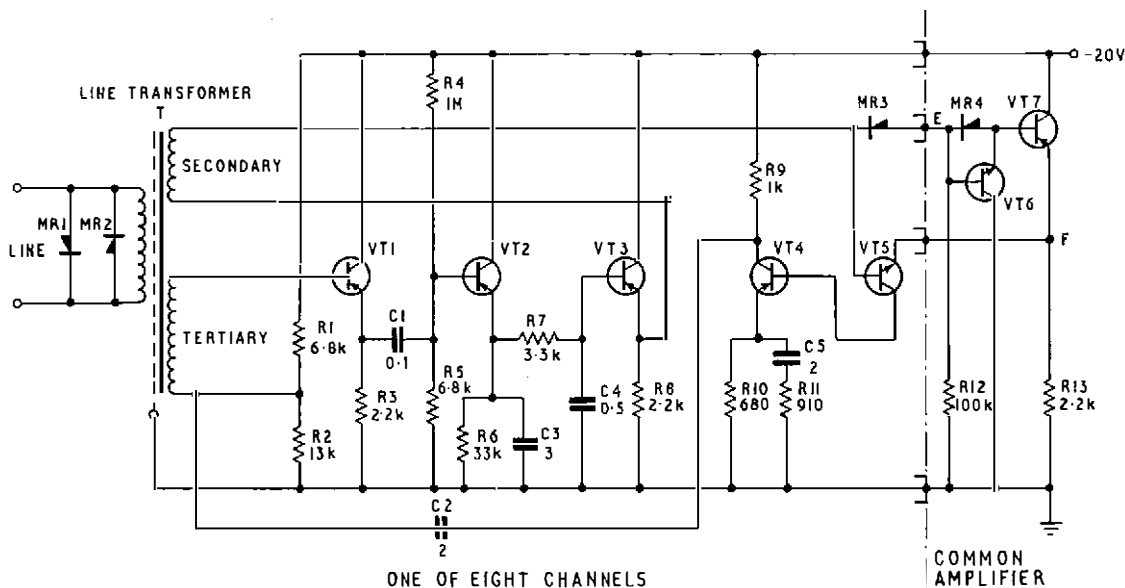 -20V
LINE TRANSFORMER
T
SECONDARY
TERTIARY
LINE
MR1
MR2
R4
1M
VT1
VT2
VT3
R1
6·8k
R2
13k
R3
2·2k
C1
0·1
R5
6·8k
R6
33k
C3
3
R7
3·3k
C4
0·5
R8
2·2k
R9
1k
VT4
VT5
R10
680
C5
2
R11
910
C2
2
MR3
E
MR4
VT7
VT6
F
R12
100k
R13
2·2k
ONE OF EIGHT CHANNELS
COMMON
AMPLIFIER